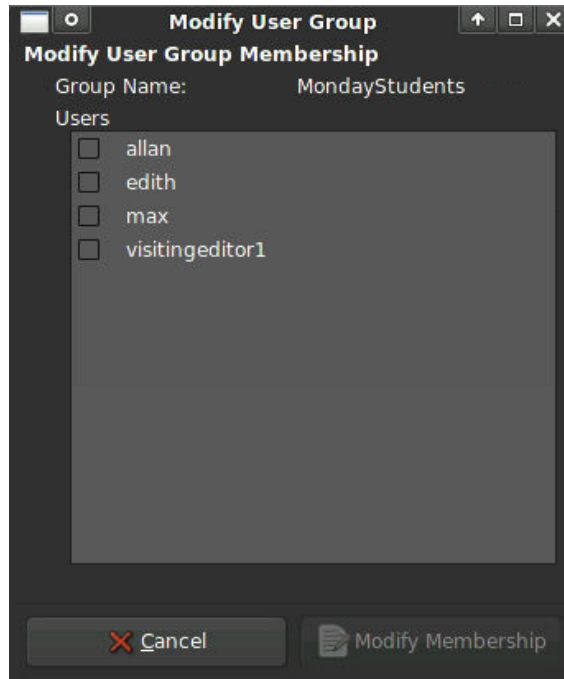 Modify User Group
Modify User Group Membership
Group Name: MondayStudents
Users
allan
edith
max
visitingeditor1
Cancel Modify Membership